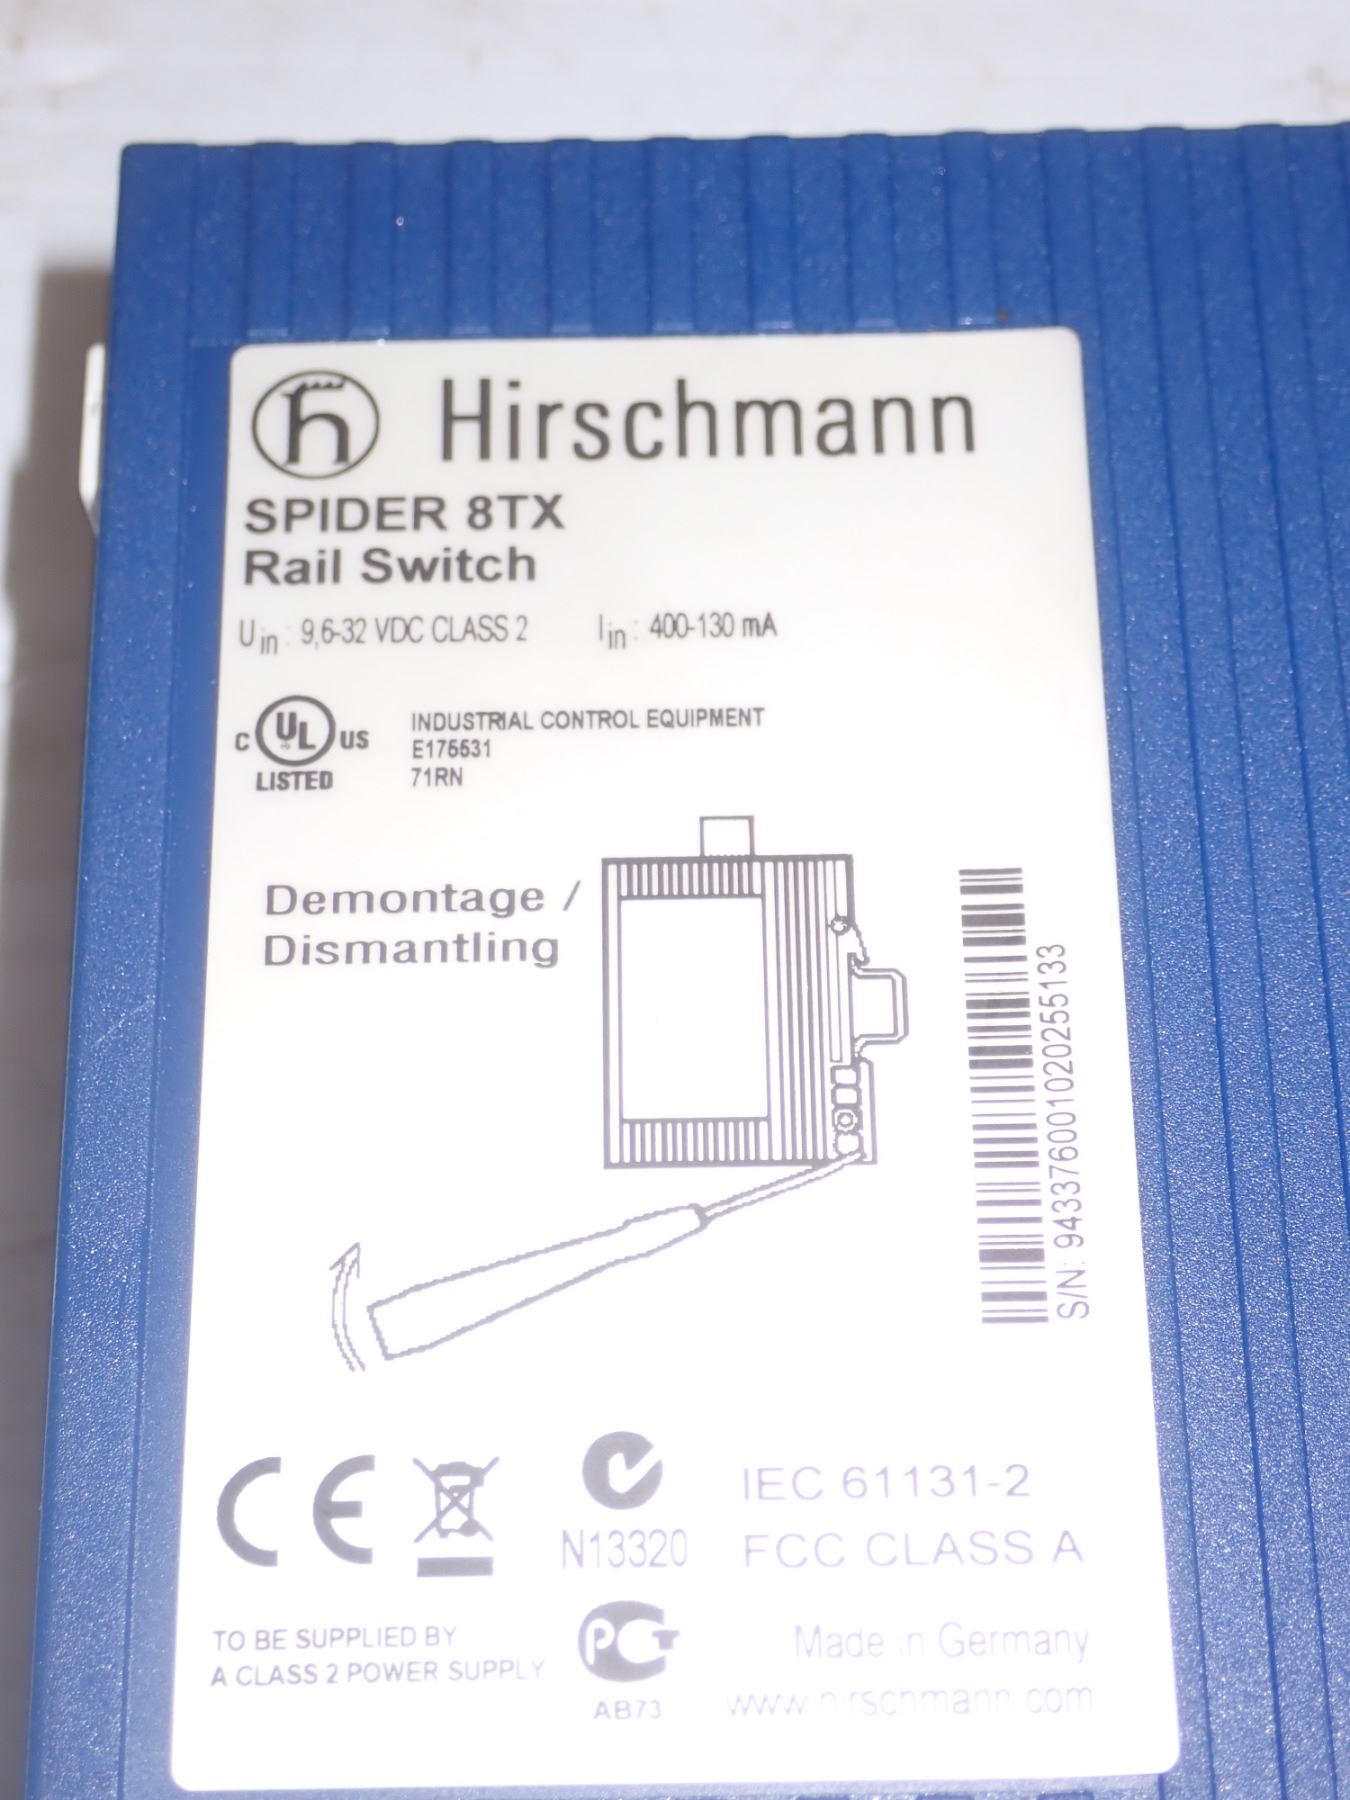 Hirschmann
SPIDER 8TX
Rail Switch
Uin : 9,6-32 VDC CLASS 2 Iin : 400-130 mA
C UL US
LISTED
INDUSTRIAL CONTROL EQUIPMENT
E175531
71RN
Demontage /
Dismantling
S/N: 943376001020255133
CE
N13320
IEC 61131-2
FCC CLASS A
TO BE SUPPLIED BY
A CLASS 2 POWER SUPPLY
PCT
AB73
Made in Germany
www.hirschmann.com